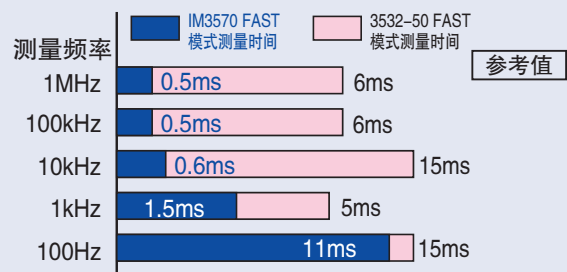 IM3570 FAST
模式测量时间
3532-50 FAST
模式测量时间
测量频率
参考值
1MHz 0.5ms 6ms
100kHz 0.5ms 6ms
10kHz 0.6ms 15ms
1kHz 1.5ms 5ms
100Hz 11ms 15ms